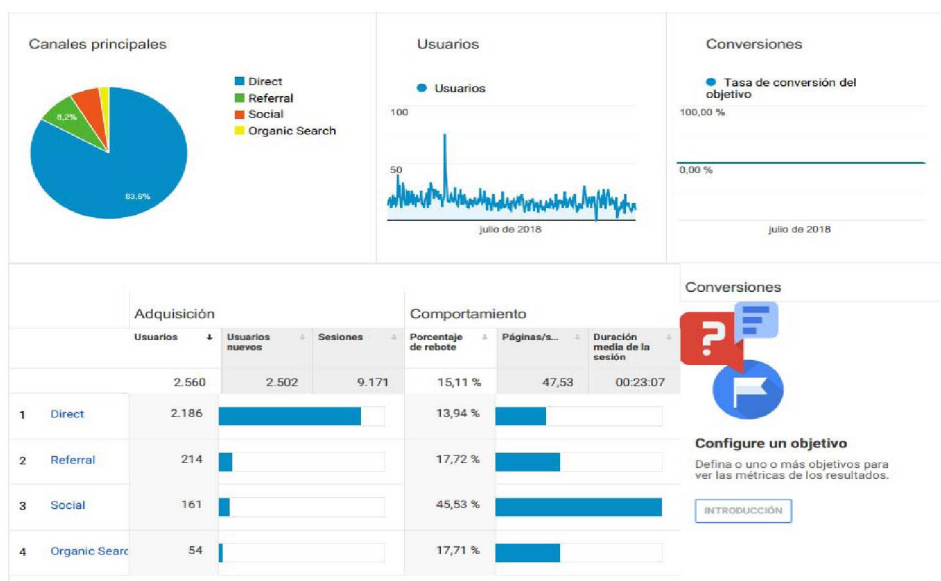 Canales principales
Direct
Referral
Social
Organic Search
8,2%
83,6%
Usuarios
Usuarios
100
50
julio de 2018
Conversiones
Tasa de conversión del
objetivo
100,00 %
0,00 %
julio de 2018
Adquisición
Comportamiento
Usuarios
Usuarios
nuevos
Sesiones
Porcentaje
de rebote
Páginas/s...
Duración
media de la
sesión
2.560
2.502
9.171
15,11 %
47,53
00:23:07
1 Direct 2.186 13,94 %
2 Referral 214 17,72 %
3 Social 161 45,53 %
4 Organic Searc 54 17,71 %
Conversiones
?
Configure un objetivo
Defina o uno o más objetivos para
ver las métricas de los resultados.
INTRODUCCIÓN